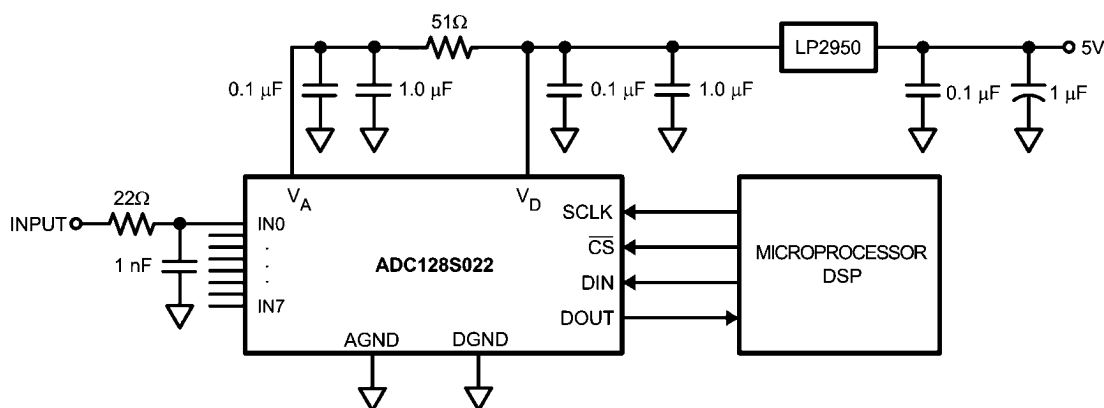 51Ω
LP2950
5V
0.1 µF
1.0 µF
0.1 µF
1.0 µF
0.1 µF
1 µF
V_A
V_D
22Ω
INPUT
IN0
1 nF
IN7
ADC128S022
SCLK
C̅S̅
DIN
DOUT
MICROPROCESSOR
DSP
AGND
DGND